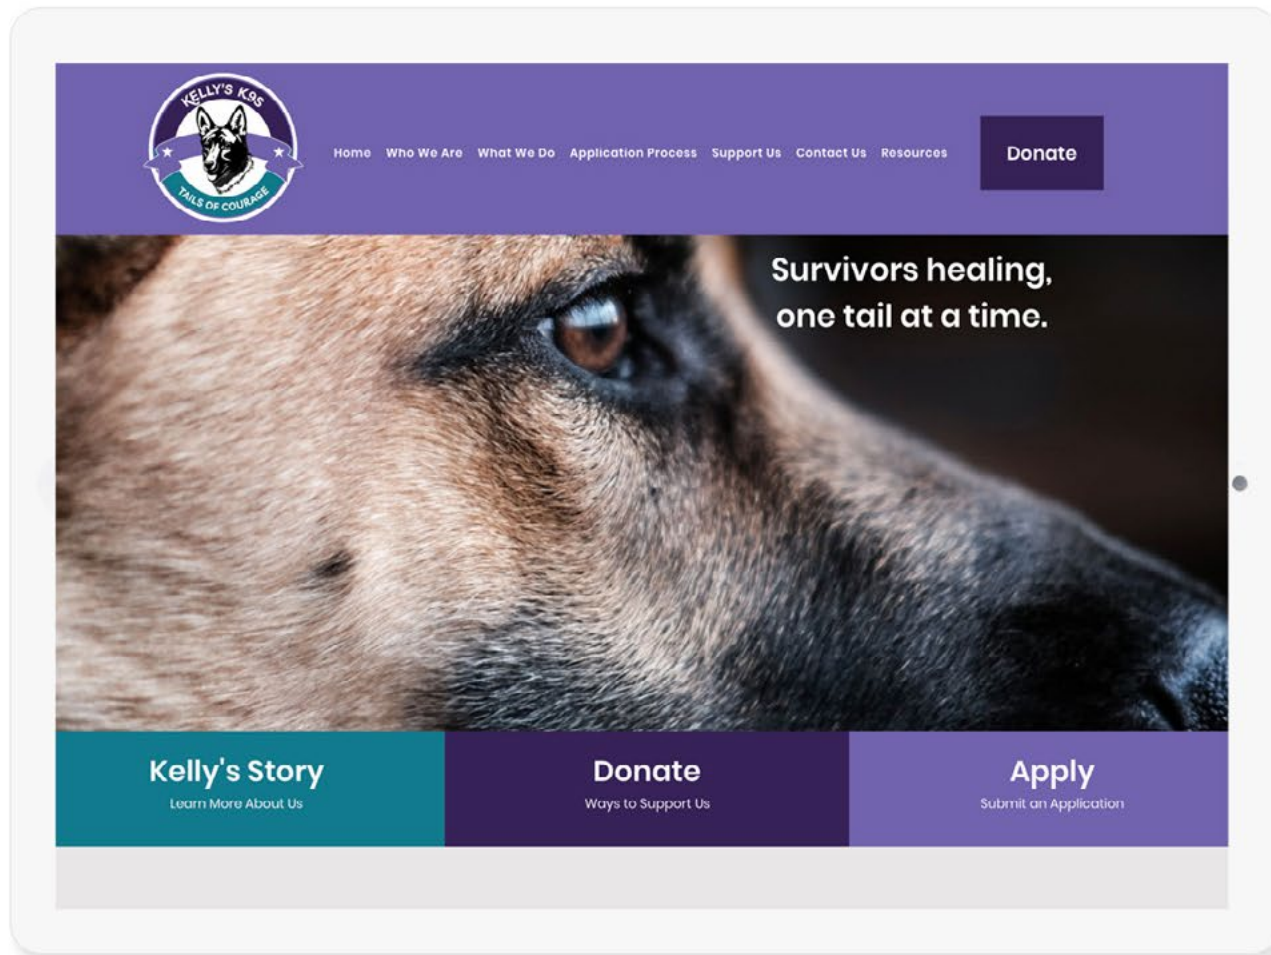 KELLY'S K9S
TAILS OF COURAGE
Home Who We Are What We Do Application Process Support Us Contact Us Resources
Donate
Survivors healing,
one tail at a time.
Kelly's Story
Learn More About Us
Donate
Ways to Support Us
Apply
Submit an Application